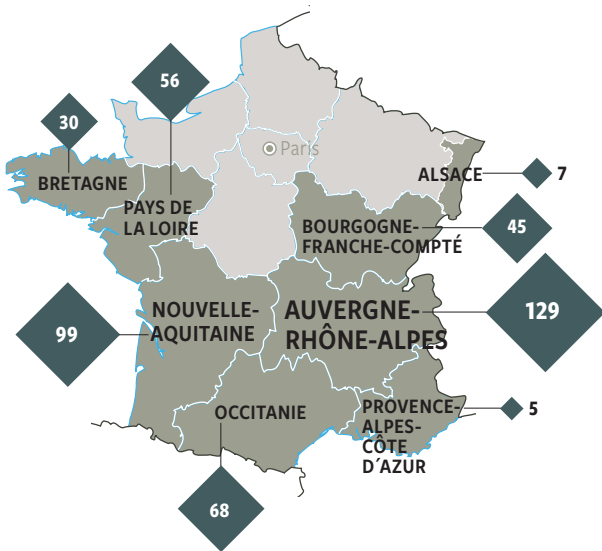 56
30
Paris
BRETAGNE
ALSACE
7
PAYS DE
LA LOIRE
BOURGOGNE-
FRANCHE-COMPTÉ
45
NOUVELLE-
AQUITAINE
99
AUVERGNE-
RHÔNE-ALPES
129
OCCITANIE
PROVENCE-
ALPES-
CÔTE
D´AZUR
5
68